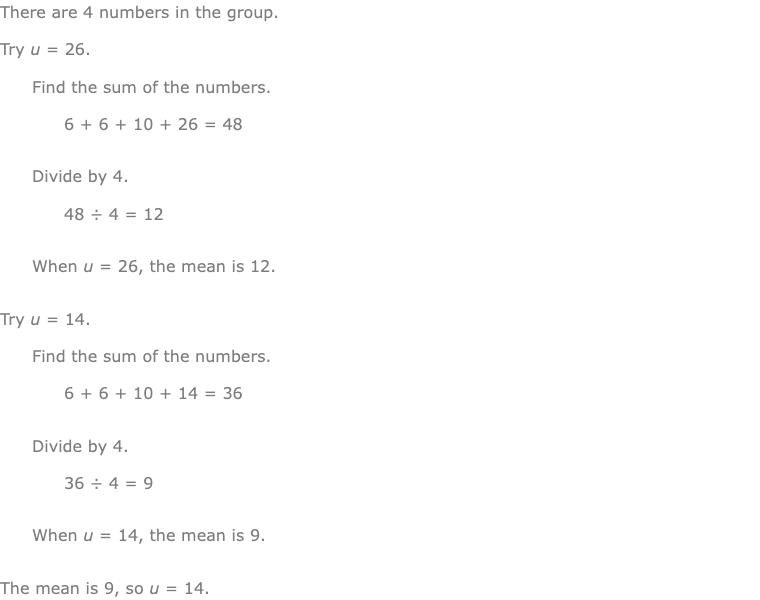 There are 4 numbers in the group.
Try u = 26.
Find the sum of the numbers.
6 + 6 + 10 + 26 = 48
Divide by 4.
48 ÷ 4 = 12
When u = 26, the mean is 12.
Try u = 14.
Find the sum of the numbers.
6 + 6 + 10 + 14 = 36
Divide by 4.
36 ÷ 4 = 9
When u = 14, the mean is 9.
The mean is 9, so u = 14.